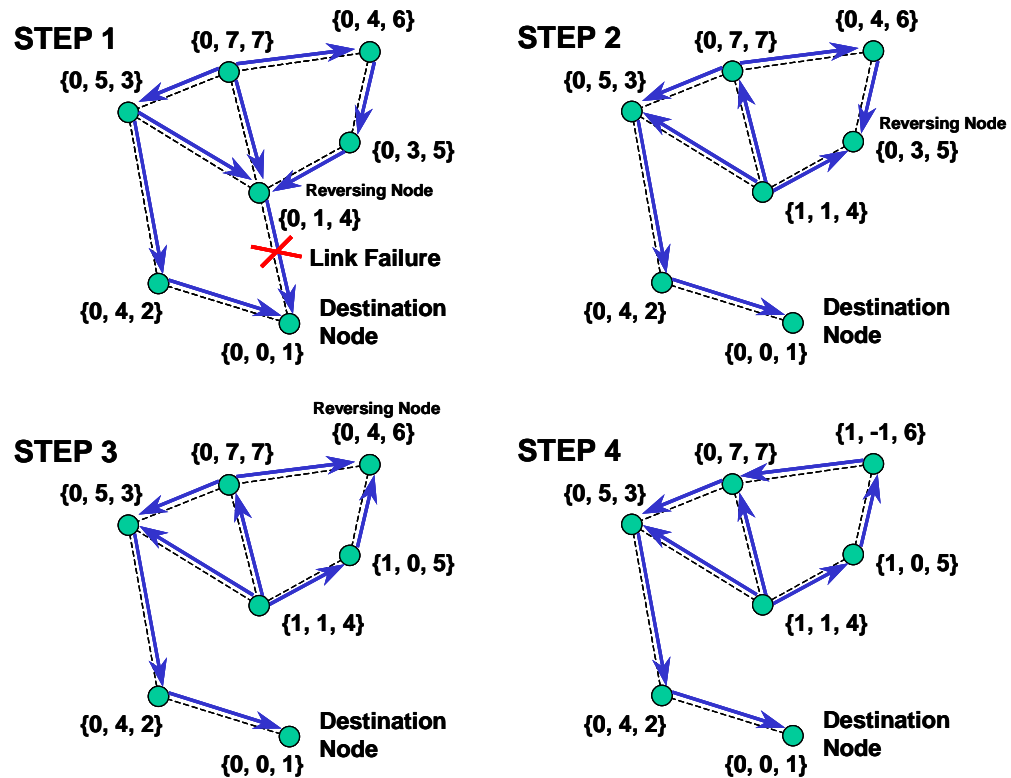 STEP 1
{0, 7, 7}
{0, 4, 6}
{0, 5, 3}
{0, 3, 5}
Reversing Node
{0, 1, 4}
Link Failure
{0, 4, 2}
Destination
Node
{0, 0, 1}
STEP 2
{0, 7, 7}
{0, 4, 6}
{0, 5, 3}
Reversing Node
{0, 3, 5}
{1, 1, 4}
{0, 4, 2}
Destination
Node
{0, 0, 1}
STEP 3
Reversing Node
{0, 4, 6}
{0, 7, 7}
{0, 5, 3}
{1, 0, 5}
{1, 1, 4}
{0, 4, 2}
Destination
Node
{0, 0, 1}
STEP 4
{0, 7, 7}
{1, -1, 6}
{0, 5, 3}
{1, 0, 5}
{1, 1, 4}
{0, 4, 2}
Destination
Node
{0, 0, 1}